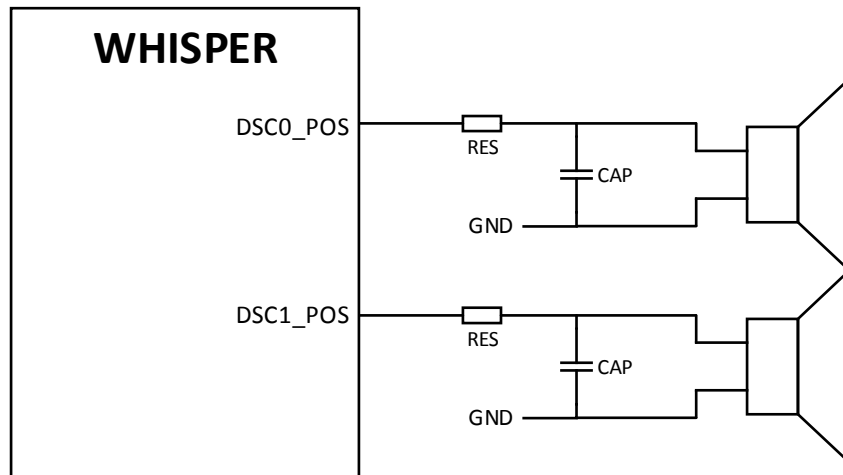 WHISPER
DSC0_POS
RES
CAP
GND
DSC1_POS
RES
CAP
GND